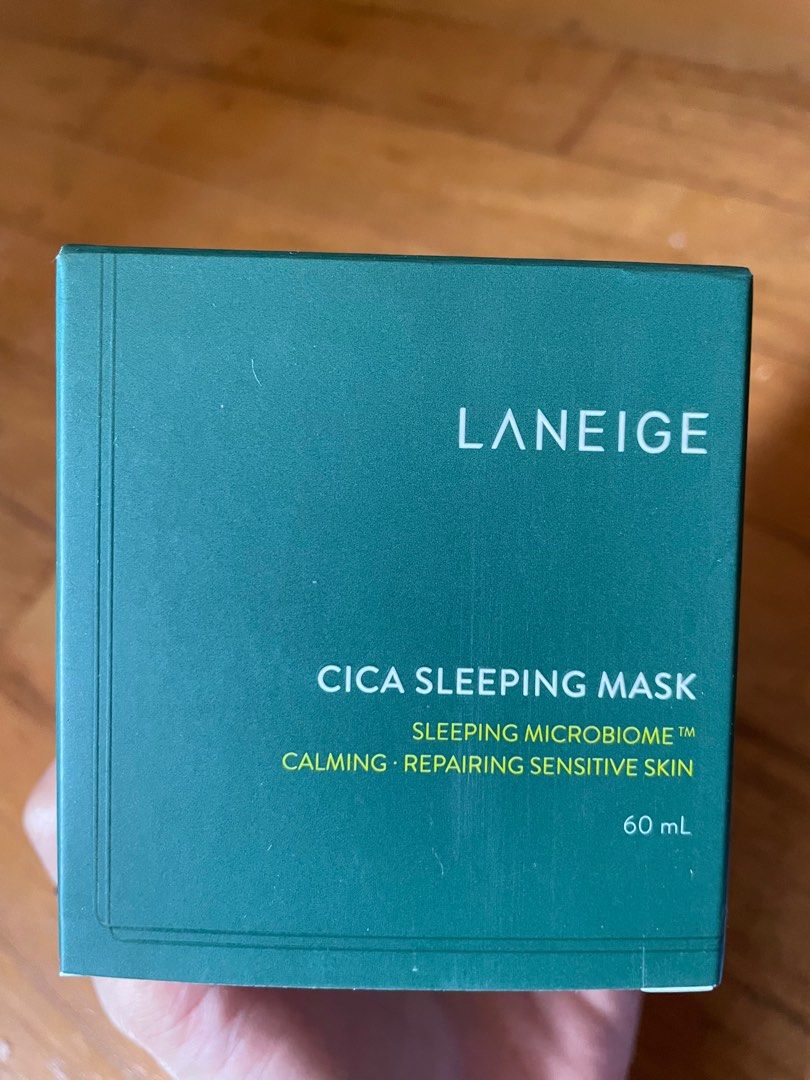 LANEIGE
CICA SLEEPING MASK
SLEEPING MICROBIOME™
CALMING · REPAIRING SENSITIVE SKIN
60 mL